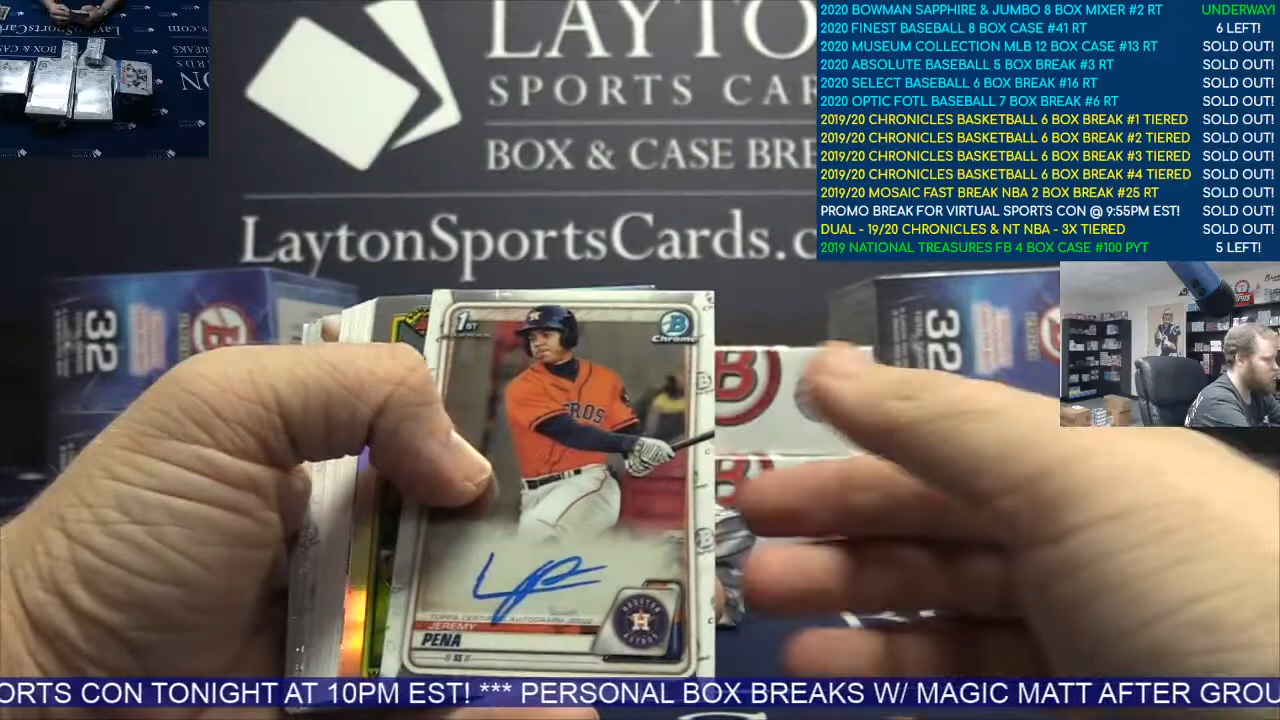 2020 BOWMAN SAPPHIRE & JUMBO 8 BOX MIXER #2 RT UNDERWAY!
2020 FINEST BASEBALL 8 BOX CASE #41 RT 6 LEFT!
2020 MUSEUM COLLECTION MLB 12 BOX CASE #13 RT SOLD OUT!
2020 ABSOLUTE BASEBALL 5 BOX BREAK #3 RT SOLD OUT!
2020 SELECT BASEBALL 6 BOX BREAK #16 RT SOLD OUT!
2020 OPTIC FOTL BASEBALL 7 BOX BREAK #6 RT SOLD OUT!
2019/20 CHRONICLES BASKETBALL 6 BOX BREAK #1 TIERED SOLD OUT!
2019/20 CHRONICLES BASKETBALL 6 BOX BREAK #2 TIERED SOLD OUT!
2019/20 CHRONICLES BASKETBALL 6 BOX BREAK #3 TIERED SOLD OUT!
2019/20 CHRONICLES BASKETBALL 6 BOX BREAK #4 TIERED SOLD OUT!
2019/20 MOSAIC FAST BREAK NBA 2 BOX BREAK #25 RT SOLD OUT!
PROMO BREAK FOR VIRTUAL SPORTS CON @ 9:55PM EST! SOLD OUT!
DUAL - 19/20 CHRONICLES & NT NBA - 3X TIERED SOLD OUT!
2019 NATIONAL TREASURES FB 4 BOX CASE #100 PYT 5 LEFT!
LAYTO
SPORTS CAR
BOX & CASE BRE
LaytonSportsCards.c
32
32
1ST
B
Chrome
B
ROS
HOUSTON
ASTROS
JEREMY
PENA
SS
ORTS CON TONIGHT AT 10PM EST! *** PERSONAL BOX BREAKS W/ MAGIC MATT AFTER GROU